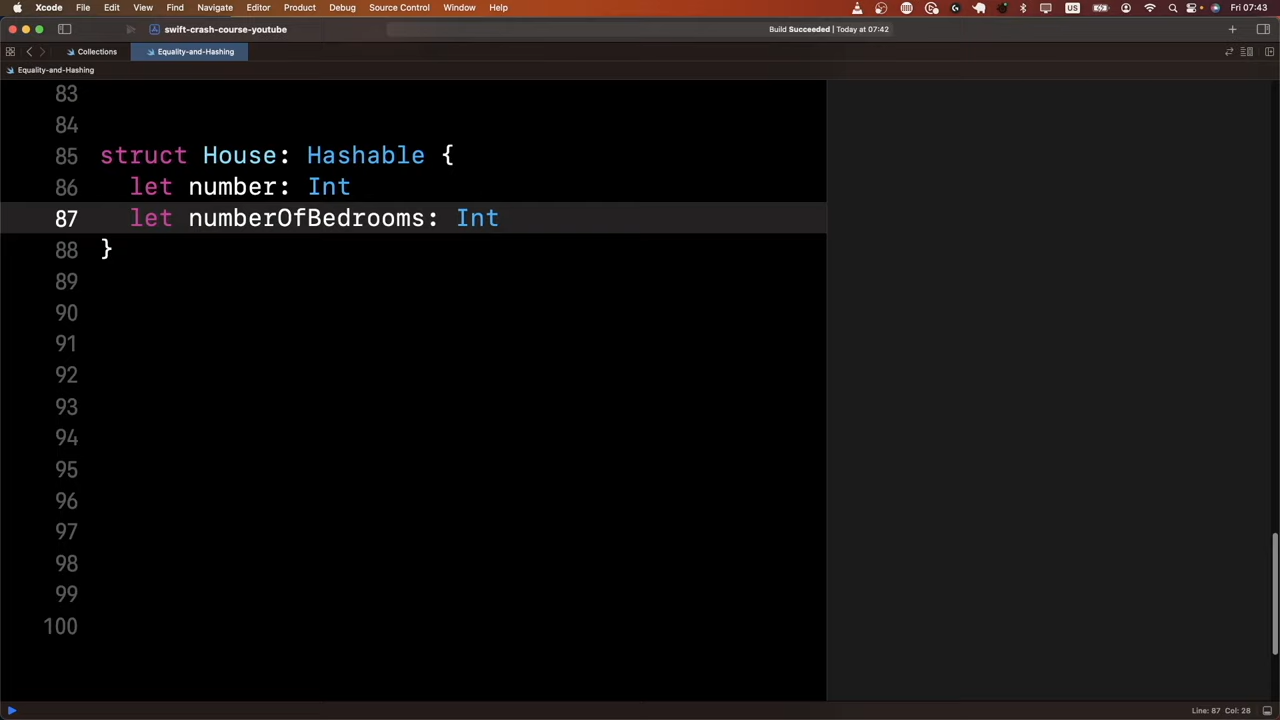 Xcode File Edit View Find Navigate Editor Product Debug Source Control Window Help US Fri 07:43
swift-crash-course-youtube Build Succeeded | Today at 07:42
Collections Equality-and-Hashing
Equality-and-Hashing
83
84
85 struct House: Hashable {
86 let number: Int
87 let numberOfBedrooms: Int
88 }
89
90
91
92
93
94
95
96
97
98
99
100
Line: 87 Col: 28